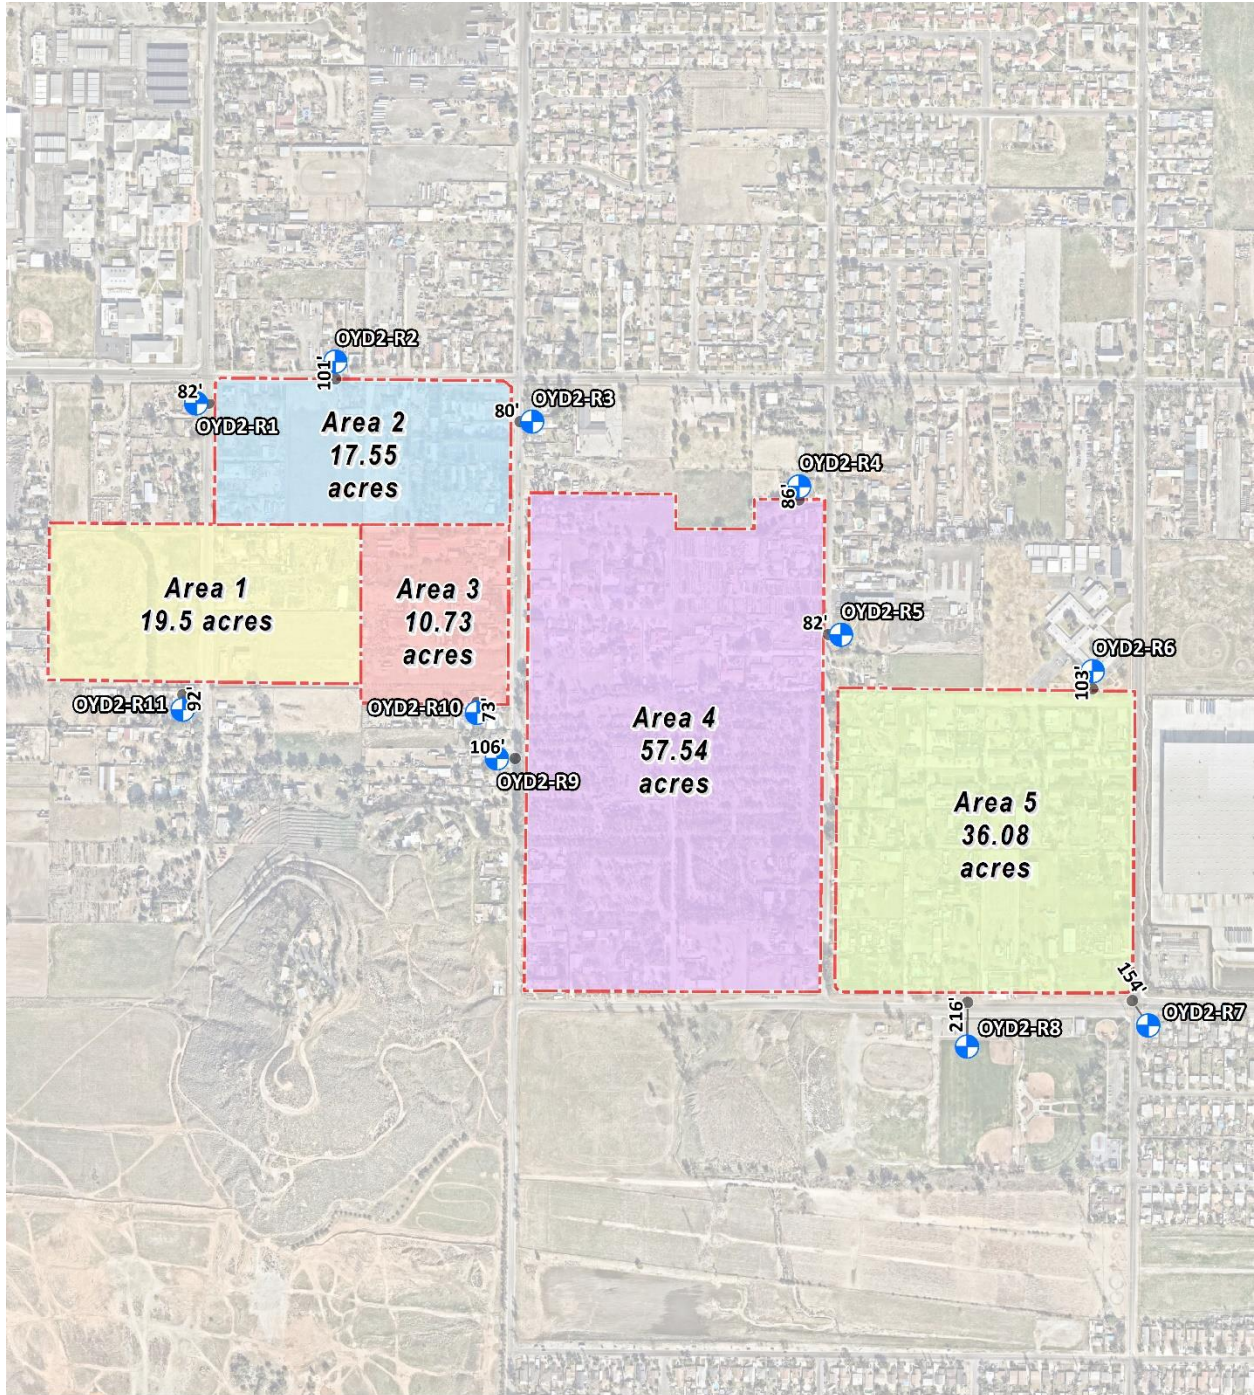 OYD2-R2
101'
82'
OYD2-R1
Area 2
17.55
acres
80'
OYD2-R3
OYD2-R4
86'
Area 1
19.5 acres
Area 3
10.73
acres
82'
OYD2-R5
OYD2-R6
103'
OYD2-R11
92'
OYD2-R10
73'
106'
OYD2-R9
Area 4
57.54
acres
Area 5
36.08
acres
154'
OYD2-R7
216'
OYD2-R8